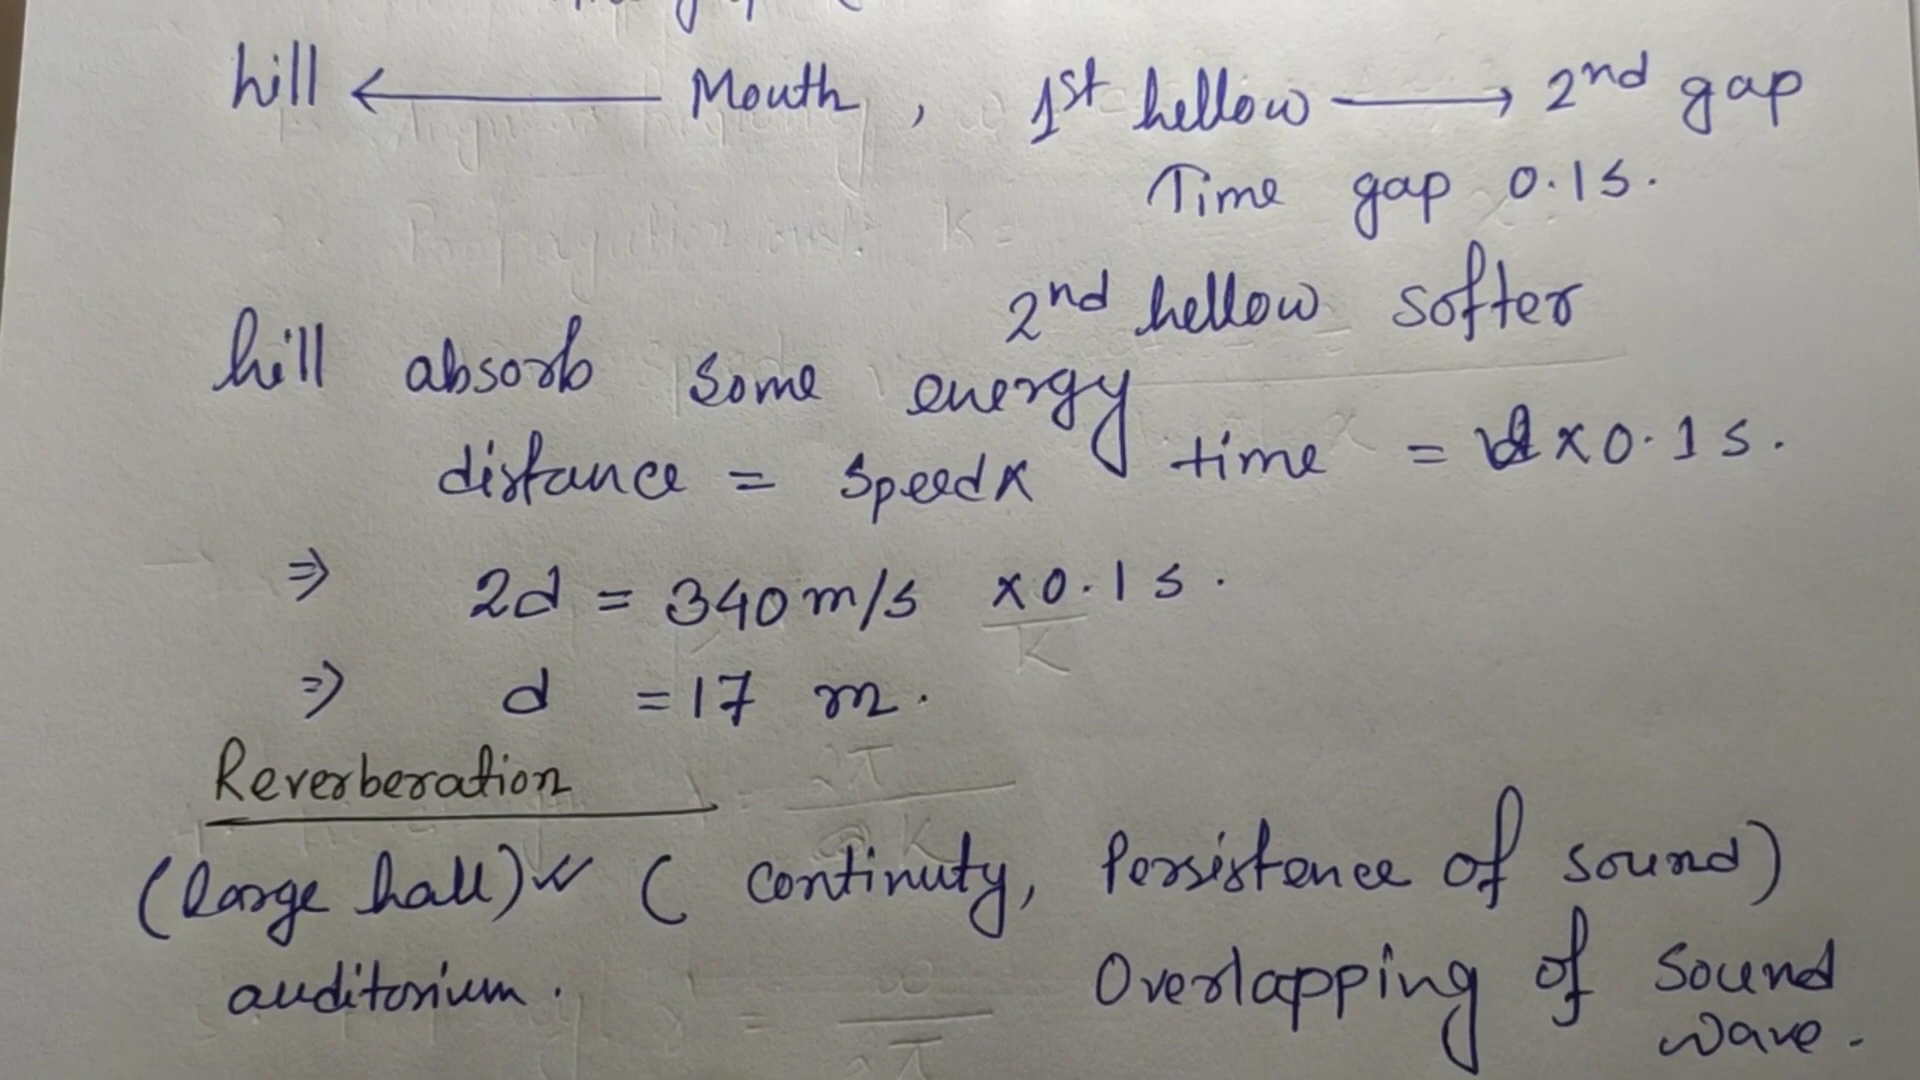 hill ← Mouth , 1st hellow → 2nd gap
Time gap 0.1s.
2nd hellow softer
hill absorb some energy
distance = speed x time = x 0.1 s.
⇒ 2d = 340 m/s x 0.1 s.
⇒ d = 17 m.
Reverberation
(large hall) ( continuty, Persistence of sound)
auditorium. Overlapping of sound
wave.